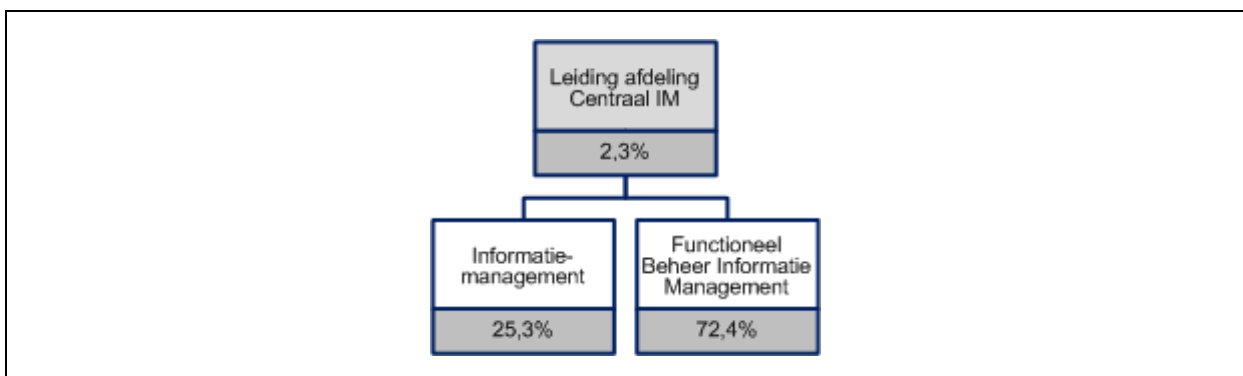 Leiding afdeling
Centraal IM
2,3%
Informatie-
management
25,3%
Functioneel
Beheer Informatie
Management
72,4%